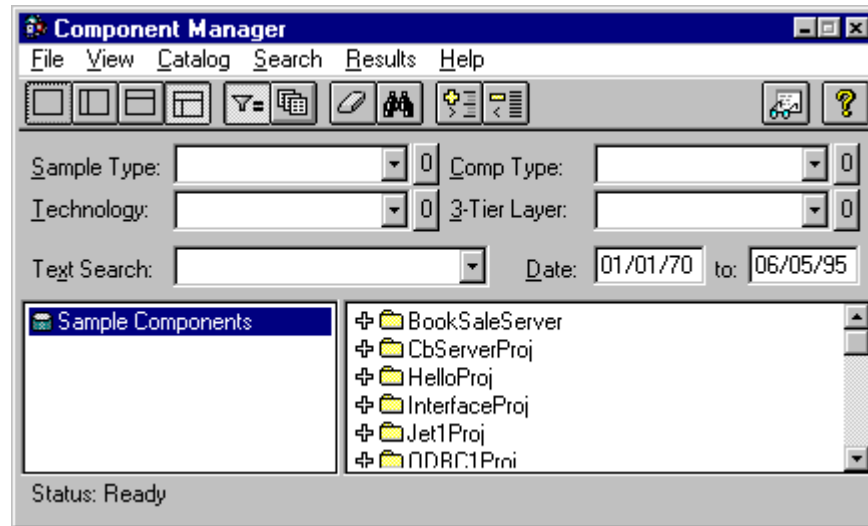 Component Manager
File View Catalog Search Results Help
Sample Type: 0 Comp Type: 0
Technology: 0 3-Tier Layer: 0
Text Search: Date: 01/01/70 to: 06/05/95
Sample Components
BookSaleServer
CbServerProj
HelloProj
InterfaceProj
Jet1Proj
ODBC1Proj
Status: Ready